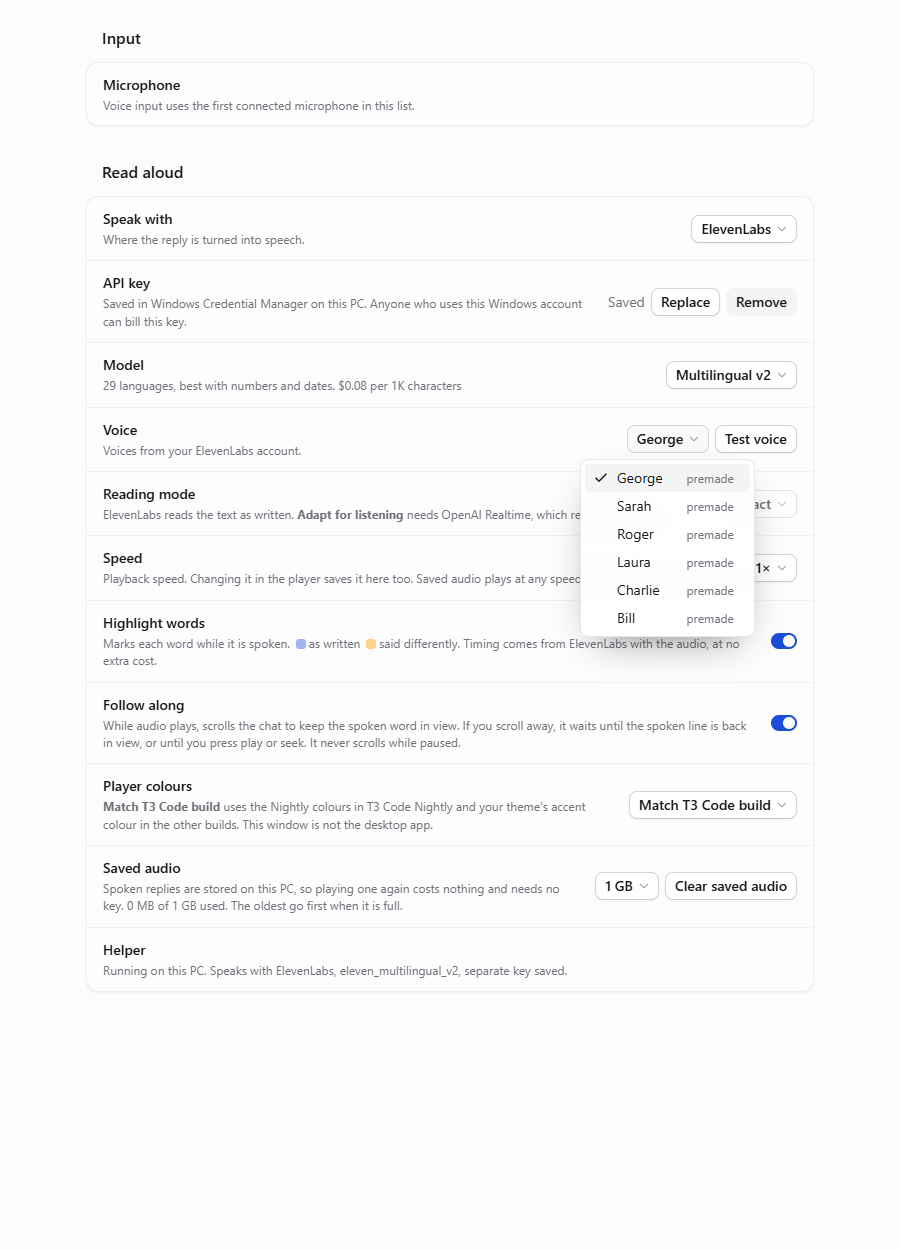 Input
Microphone
Voice input uses the first connected microphone in this list.
Read aloud
Speak with
Where the reply is turned into speech.
ElevenLabs
API key
Saved in Windows Credential Manager on this PC. Anyone who uses this Windows account
can bill this key.
Saved
Replace
Remove
Model
29 languages, best with numbers and dates. $0.08 per 1K characters
Multilingual v2
Voice
Voices from your ElevenLabs account.
George
Test voice
George premade
Sarah premade
Roger premade
Laura premade
Charlie premade
Bill premade
Reading mode
ElevenLabs reads the text as written. Adapt for listening needs OpenAI Realtime, which
Speed
Playback speed. Changing it in the player saves it here too. Saved audio plays at any speed
1×
Highlight words
Marks each word while it is spoken. as written said differently. Timing comes from ElevenLabs with the audio, at no
extra cost.
Follow along
While audio plays, scrolls the chat to keep the spoken word in view. If you scroll away, it waits until the spoken line is back
in view, or until you press play or seek. It never scrolls while paused.
Player colours
Match T3 Code build uses the Nightly colours in T3 Code Nightly and your theme's accent
colour in the other builds. This window is not the desktop app.
Match T3 Code build
Saved audio
Spoken replies are stored on this PC, so playing one again costs nothing and needs no
key. 0 MB of 1 GB used. The oldest go first when it is full.
1 GB
Clear saved audio
Helper
Running on this PC. Speaks with ElevenLabs, eleven_multilingual_v2, separate key saved.